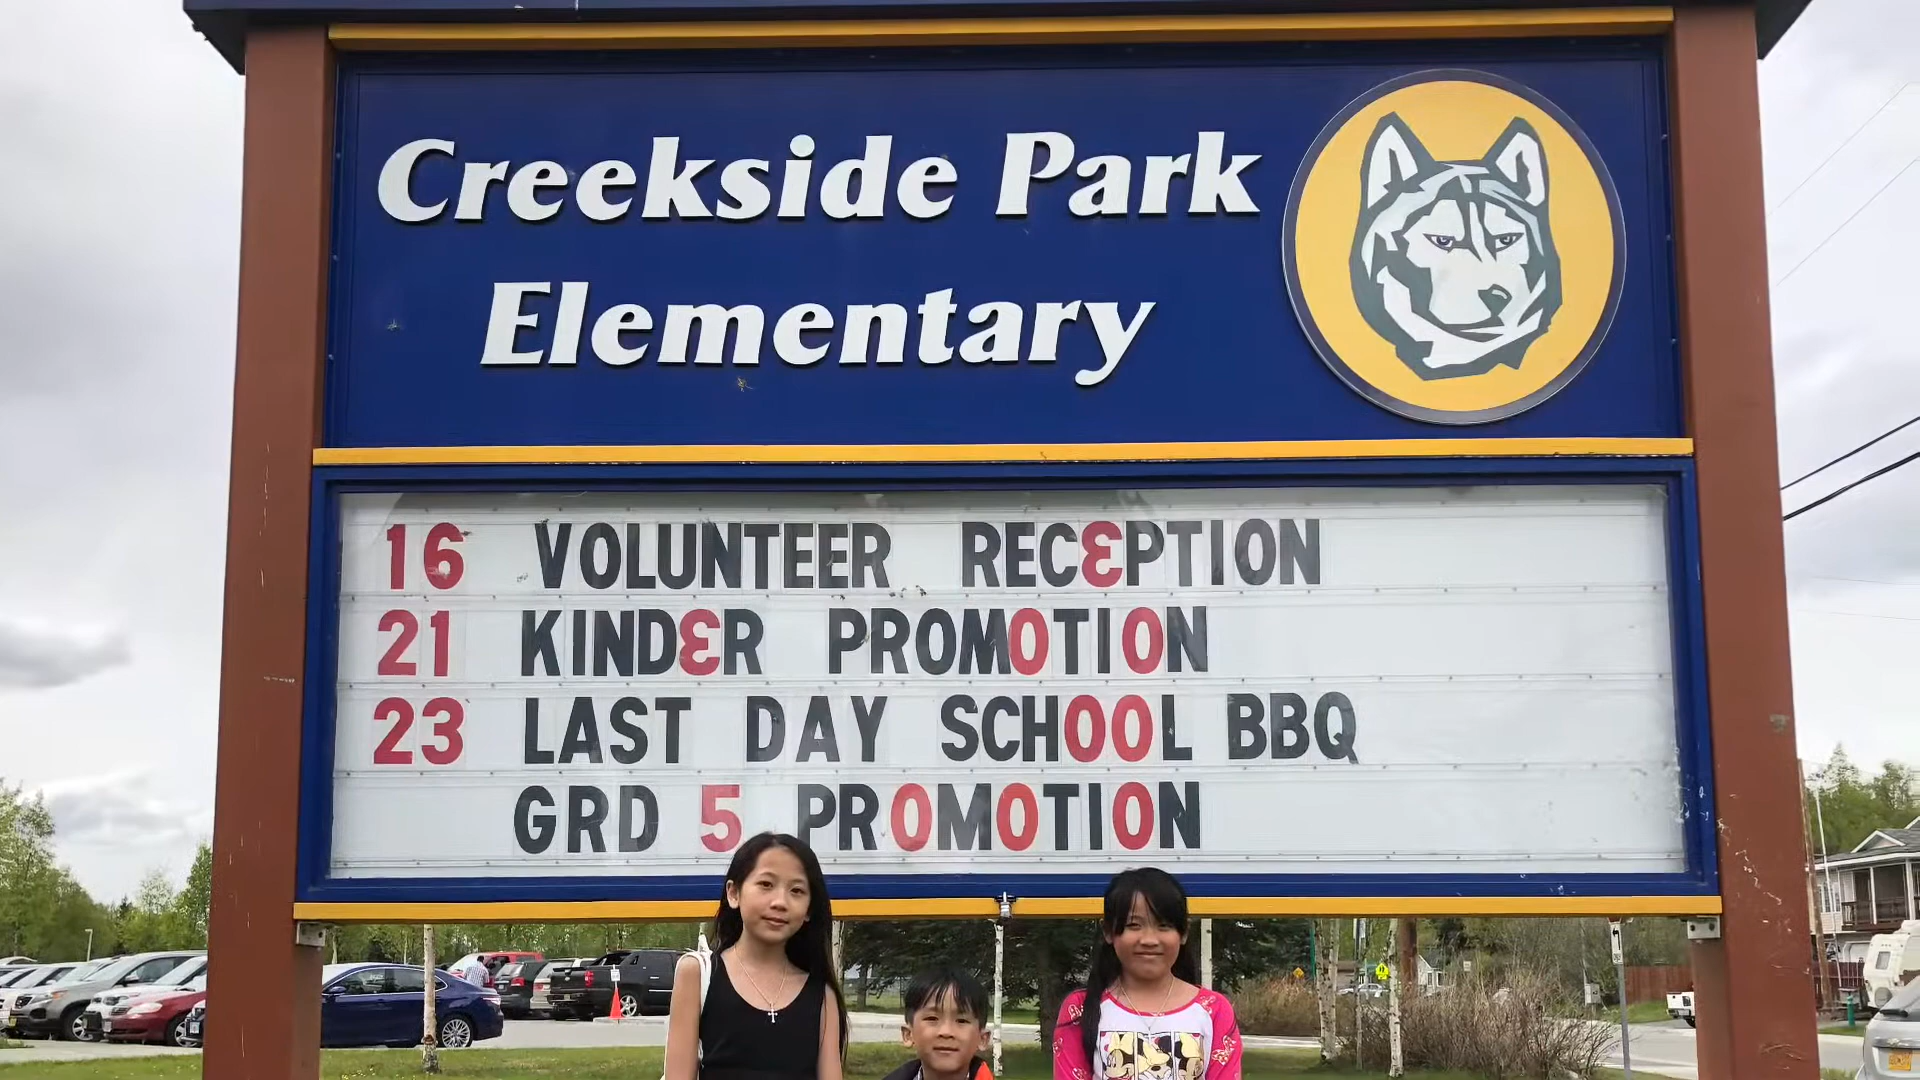 Creekside Park
Elementary
16 VOLUNTEER RECEPTION
21 KINDER PROMOTION
23 LAST DAY SCHOOL BBQ
GRD 5 PROMOTION